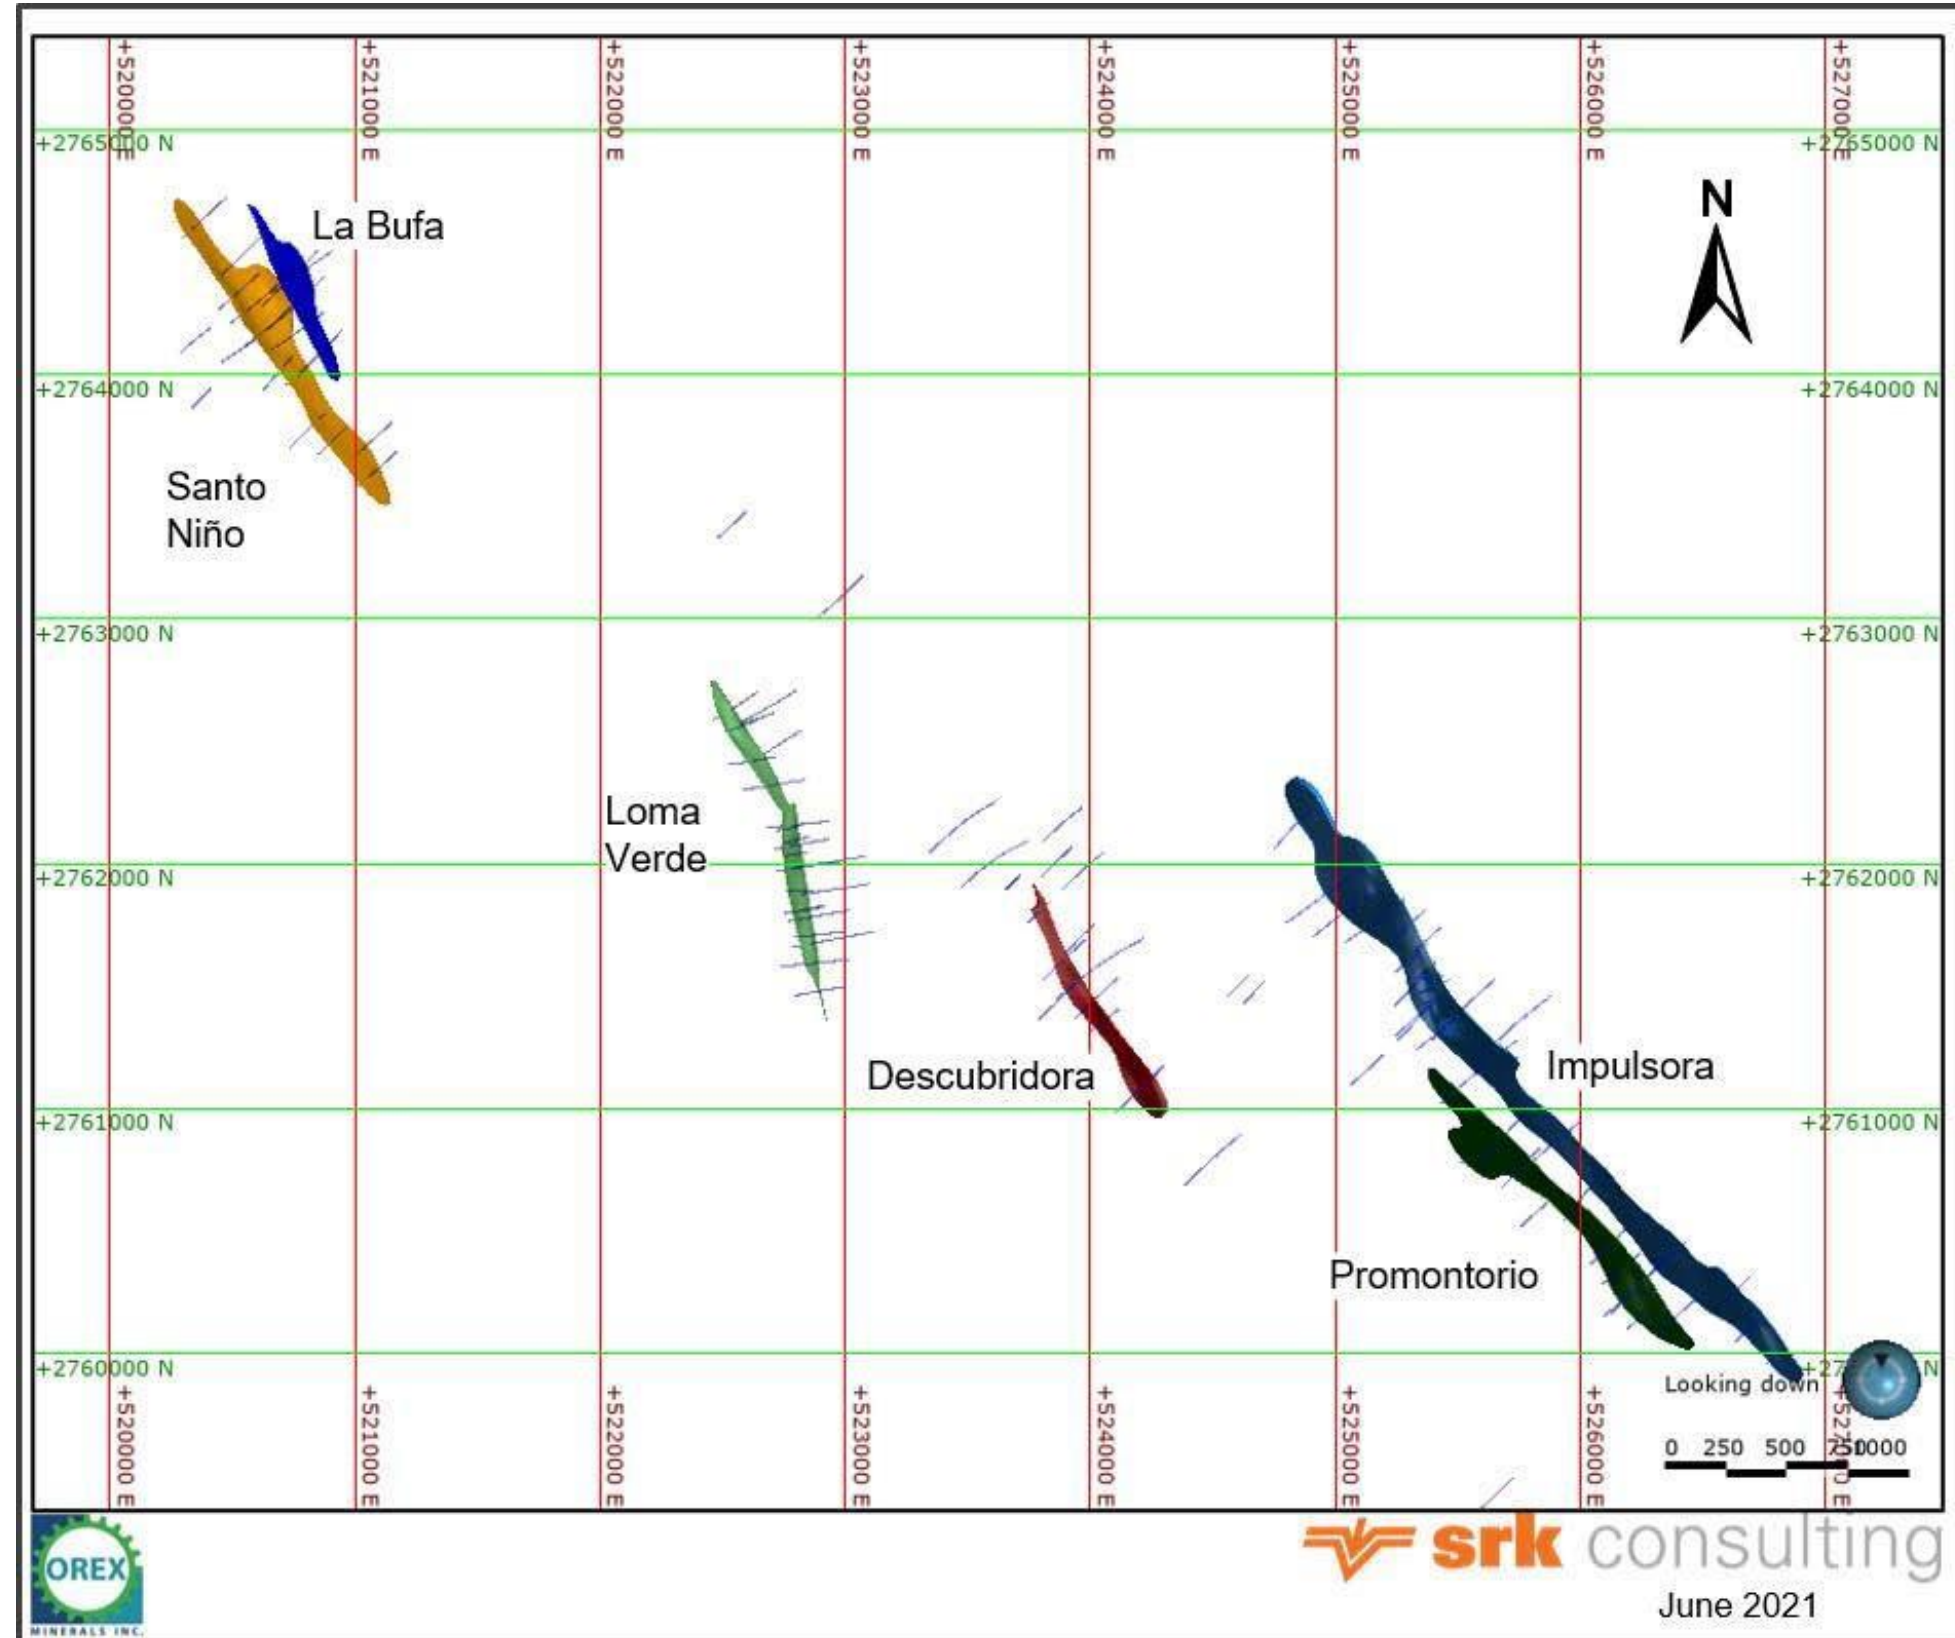 +520000 E
+521000 E
+522000 E
+523000 E
+524000 E
+525000 E
+526000 E
+527000 E
+2765000 N
+2765000 N
N
La Bufa
+2764000 N
+2764000 N
Santo
Niño
+2763000 N
+2763000 N
Loma
Verde
+2762000 N
+2762000 N
Descubridora
Impulsora
+2761000 N
+2761000 N
Promontorio
+2760000 N
Looking down
0 250 500 750 1000
+520000 E
+521000 E
+522000 E
+523000 E
+524000 E
+525000 E
+526000 E
OREX
MINERALS INC.
srk consulting
June 2021